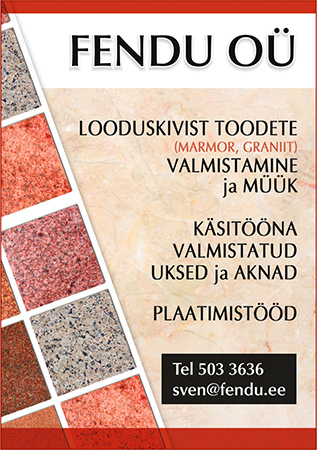 FENDU OÜ
LOODUSKIVIST TOODETE
(MARMOR, GRANIIT)
VALMISTAMINE
ja MÜÜK
KÄSITÖÖNA
VALMISTATUD
UKSED ja AKNAD
PLAATIMISTÖÖD
Tel 503 3636
sven@fendu.ee